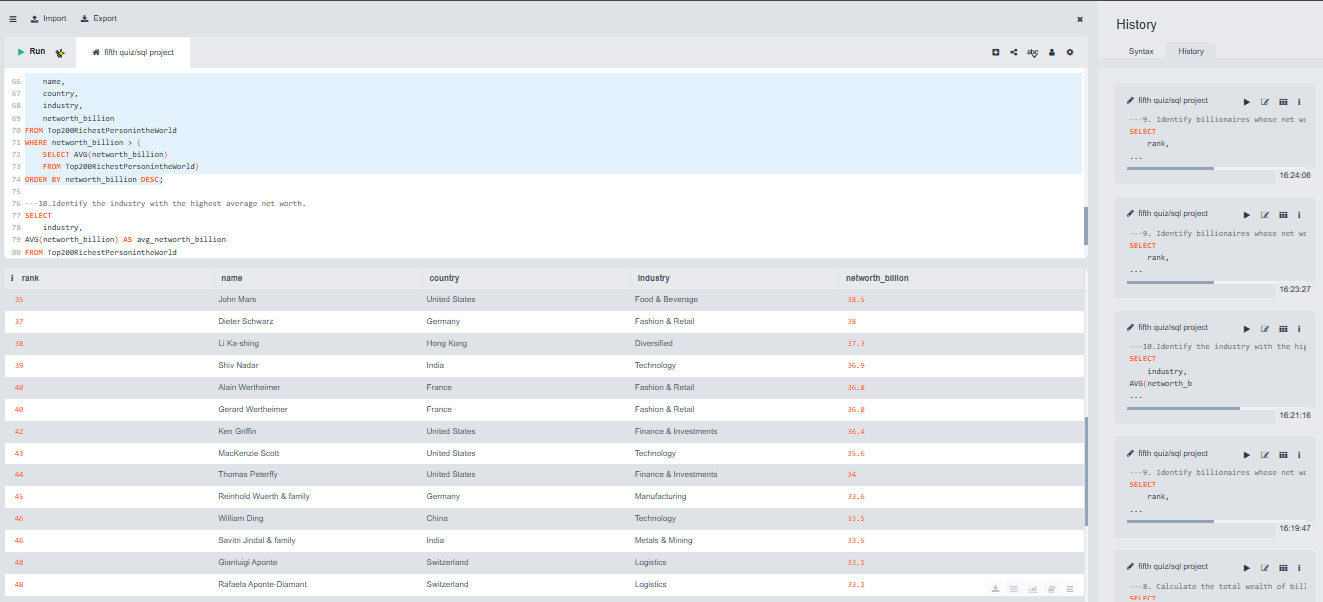 Import Export
Run fifth quiz/sql project abc
66 name,
67 country,
68 industry,
69 networth_billion
70 FROM Top200RichestPersonintheWorld
71 WHERE networth_billion > (
72 SELECT AVG(networth_billion)
73 FROM Top200RichestPersonintheWorld)
74 ORDER BY networth_billion DESC;
75
76 ---10.Identify the industry with the highest average net worth.
77 SELECT
78 industry,
79 AVG(networth_billion) AS avg_networth_billion
80 FROM Top200RichestPersonintheWorld
i rank name country industry networth_billion
35 John Mars United States Food & Beverage 38.5
37 Dieter Schwarz Germany Fashion & Retail 38
38 Li Ka-shing Hong Kong Diversified 37.3
39 Shiv Nadar India Technology 36.9
40 Alain Wertheimer France Fashion & Retail 36.8
40 Gerard Wertheimer France Fashion & Retail 36.8
42 Ken Griffin United States Finance & Investments 36.4
43 MacKenzie Scott United States Technology 35.6
44 Thomas Peterffy United States Finance & Investments 34
45 Reinhold Wuerth & family Germany Manufacturing 33.6
46 William Ding China Technology 33.5
46 Savitri Jindal & family India Metals & Mining 33.5
48 Gianluigi Aponte Switzerland Logistics 33.1
48 Rafaela Aponte-Diamant Switzerland Logistics 33.1
History
Syntax History
fifth quiz/sql project
---9. Identify billionaires whose net wo
SELECT
rank,
...
16:24:06
fifth quiz/sql project
---9. Identify billionaires whose net wo
SELECT
rank,
...
16:23:27
fifth quiz/sql project
---10.Identify the industry with the hig
SELECT
industry,
AVG(networth_b
...
16:21:16
fifth quiz/sql project
---9. Identify billionaires whose net wo
SELECT
rank,
...
16:19:47
fifth quiz/sql project
---8. Calculate the total wealth of bill
SELECT